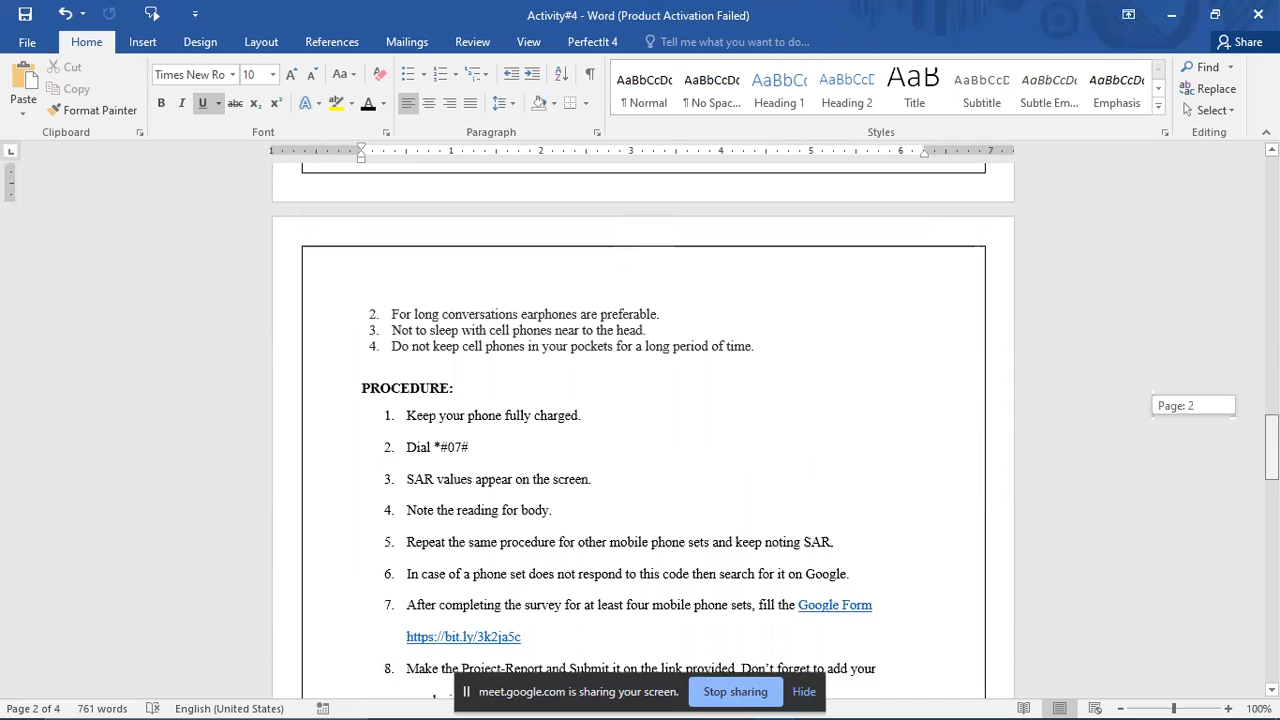 Activity#4 - Word (Product Activation Failed)
File Home Insert Design Layout References Mailings Review View PerfectIt 4 Tell me what you want to do... Share
Paste
Cut
Copy
Format Painter
Clipboard
Times New Ro 10
Font
Paragraph
AaBbCcDc AaBbCcDc AaBbCc AaBbCcD AaB AaBbCcD AaBbCcDc AaBbCcDc
¶ Normal ¶ No Spac... Heading Heading 2 Title Subtitle Subtle Em... Emphasis
Styles
Find
Replace
Select
Editing
1 1 2 3 4 5 6 7
2. For long conversations earphones are preferable.
3. Not to sleep with cell phones near to the head.
4. Do not keep cell phones in your pockets for a long period of time.
PROCEDURE:
1. Keep your phone fully charged.
2. Dial *#07#
3. SAR values appear on the screen.
4. Note the reading for body.
5. Repeat the same procedure for other mobile phone sets and keep noting SAR.
6. In case of a phone set does not respond to this code then search for it on Google.
7. After completing the survey for at least four mobile phone sets, fill the Google Form
https://bit.ly/3k2ja5c
8. Make the Project-Report and Submit it on the link provided. Don't forget to add your
Page: 2
meet.google.com is sharing your screen. Stop sharing Hide
Page 2 of 4 761 words English (United States) 100%